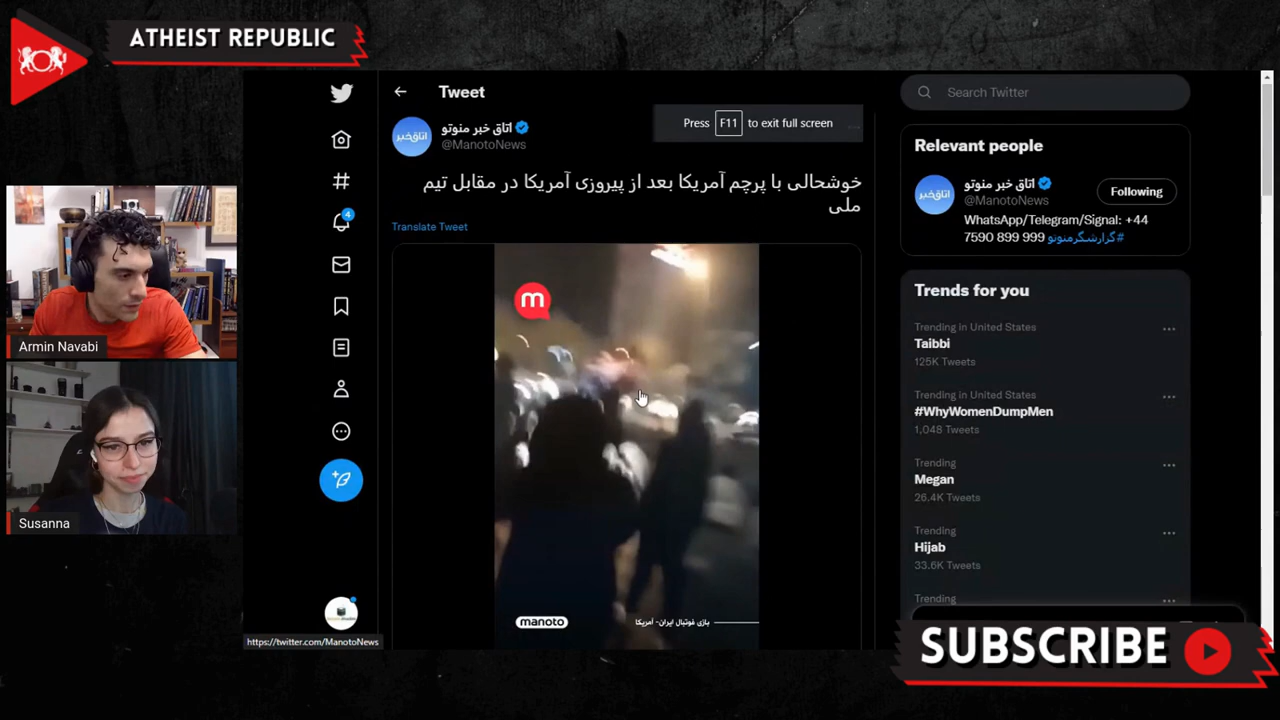 ATHEIST REPUBLIC
Tweet
Press F11 to exit full screen
اتاق خبر منوتو
@ManotoNews
خوشحالی با پرچم آمریکا بعد از پیروزی آمریکا در مقابل تیم
ملی
Translate Tweet
m
manoto
بازی فوتبال ایران- آمریکا
Armin Navabi
Susanna
4
https://twitter.com/ManotoNews
Search Twitter
Relevant people
اتاق خبر منوتو
@ManotoNews
Following
WhatsApp/Telegram/Signal: +44
7590 899 999 #گزارشگرمنوتو
Trends for you
Trending in United States
Taibbi
125K Tweets
Trending in United States
#WhyWomenDumpMen
1,048 Tweets
Trending
Megan
26.4K Tweets
Trending
Hijab
33.6K Tweets
Trending
SUBSCRIBE